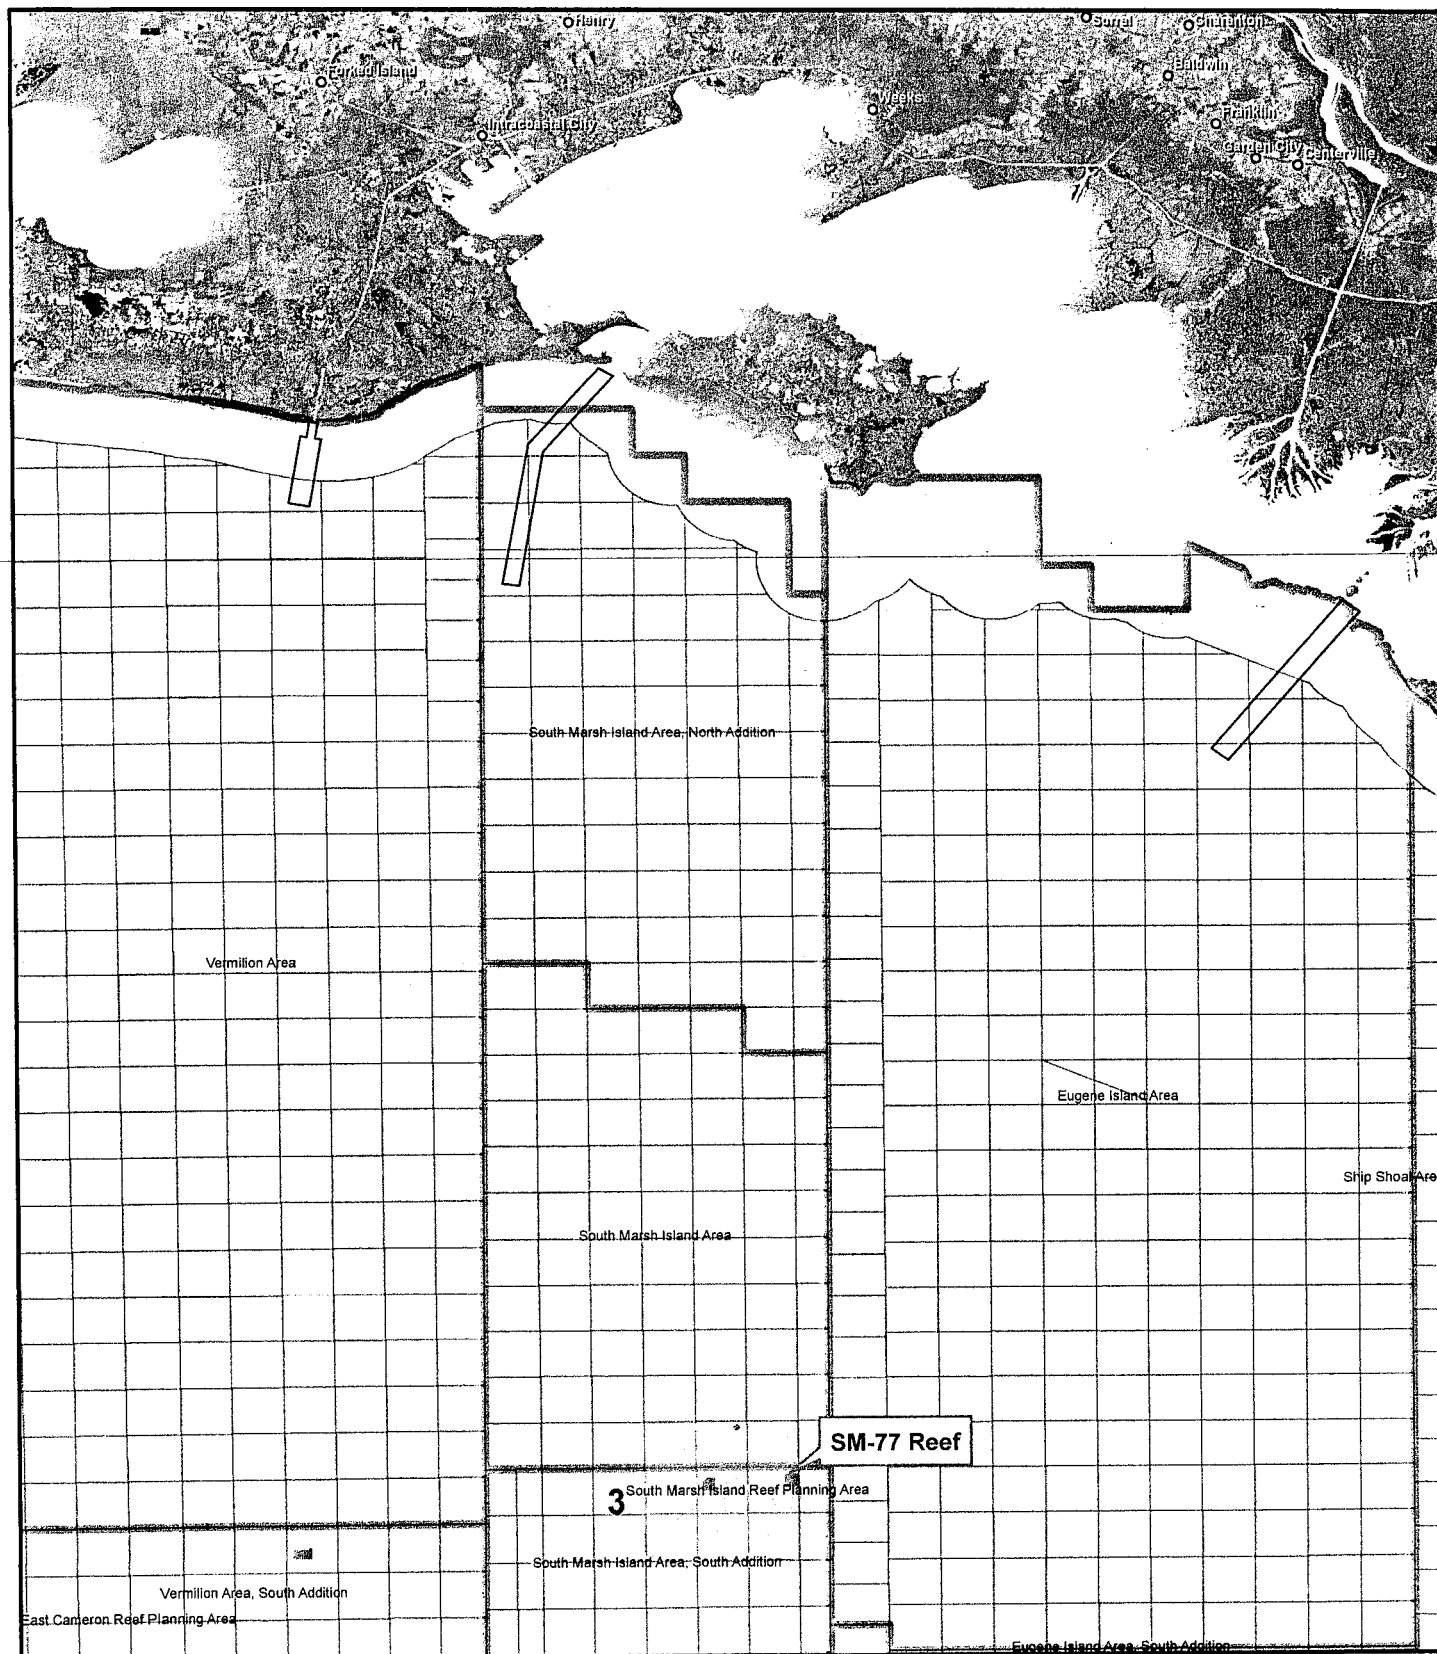 Henry
Sorrel
Charenton
Forked Island
Baldwin
Weeks
Franklin
Intracoastal City
Garden City
Centerville
South Marsh Island Area, North Addition
Vermilion Area
Eugene Island Area
Ship Shoal Are
South Marsh Island Area
SM-77 Reef
South Marsh Island Reef Planning Area
3
South Marsh Island Area, South Addition
Vermilion Area, South Addition
East Cameron Reef Planning Area
Eugene Island Area, South Addition